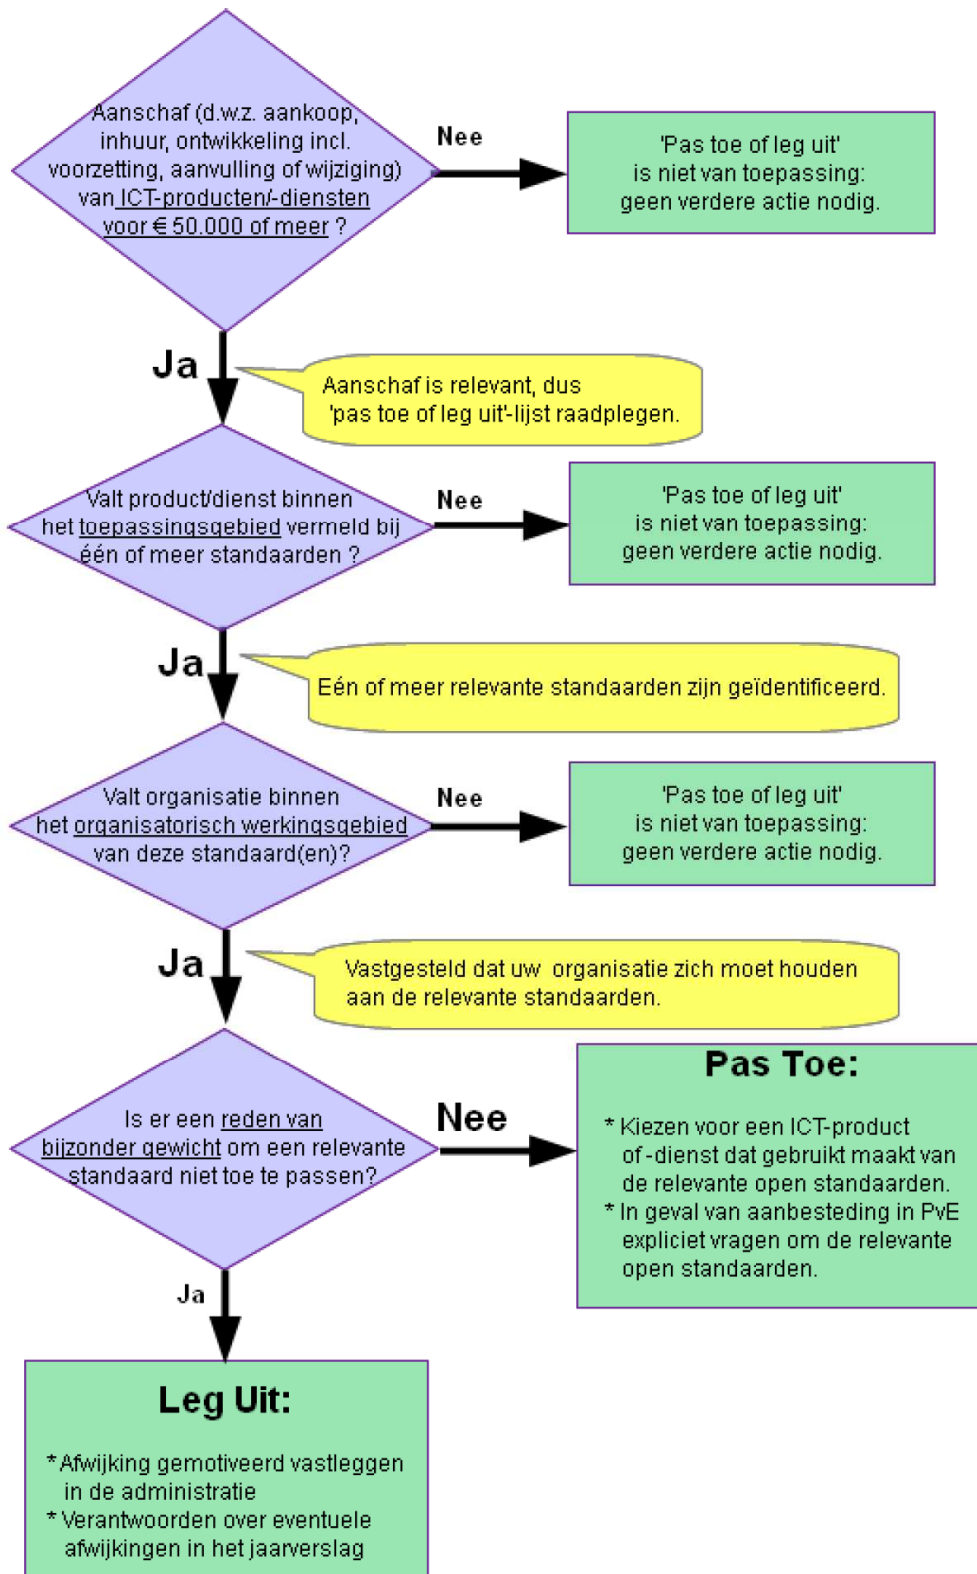 Aanschaf (d.w.z. aankoop,
inhuur, ontwikkeling incl.
voorzetting, aanvulling of wijziging)
van ICT-producten/-diensten
voor € 50.000 of meer ?
Nee
'Pas toe of leg uit'
is niet van toepassing:
geen verdere actie nodig.
Ja
Aanschaf is relevant, dus
'pas toe of leg uit'-lijst raadplegen.
Valt product/dienst binnen
het toepassingsgebied vermeld bij
één of meer standaarden ?
Nee
'Pas toe of leg uit'
is niet van toepassing:
geen verdere actie nodig.
Ja
Eén of meer relevante standaarden zijn geïdentificeerd.
Valt organisatie binnen
het organisatorisch werkingsgebied
van deze standaard(en)?
Nee
'Pas toe of leg uit'
is niet van toepassing:
geen verdere actie nodig.
Ja
Vastgesteld dat uw organisatie zich moet houden
aan de relevante standaarden.
Is er een reden van
bijzonder gewicht om een relevante
standaard niet toe te passen?
Nee
Pas Toe:
* Kiezen voor een ICT-product
of -dienst dat gebruikt maakt van
de relevante open standaarden.
* In geval van aanbesteding in PvE
expliciet vragen om de relevante
open standaarden.
Ja
Leg Uit:
* Afwijking gemotiveerd vastleggen
in de administratie
* Verantwoorden over eventuele
afwijkingen in het jaarverslag